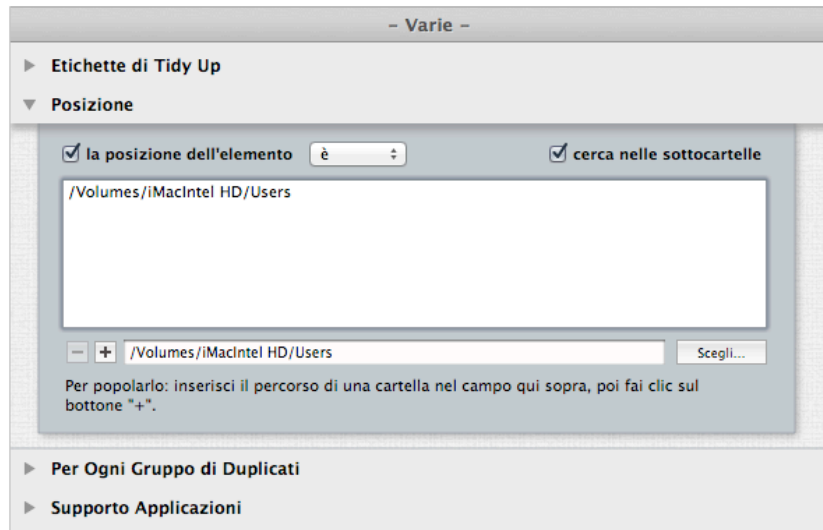 – Varie –
Etichette di Tidy Up
Posizione
la posizione dell'elemento è cerca nelle sottocartelle
/Volumes/iMacIntel HD/Users
− + /Volumes/iMacIntel HD/Users Scegli...
Per popolarlo: inserisci il percorso di una cartella nel campo qui sopra, poi fai clic sul
bottone "+".
Per Ogni Gruppo di Duplicati
Supporto Applicazioni